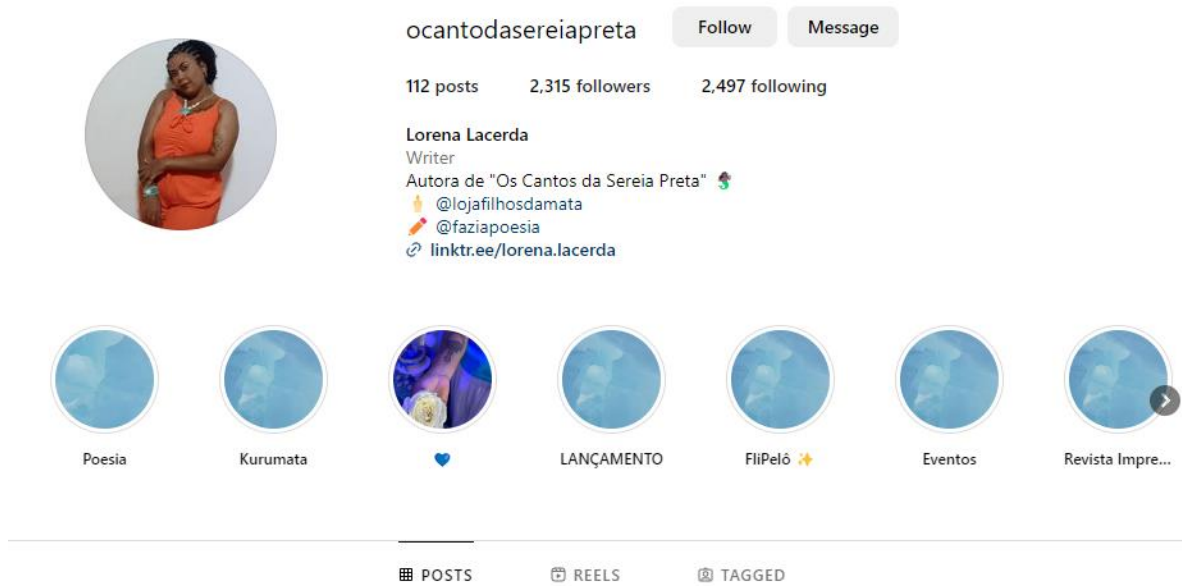 ocantodasereiapreta Follow Message
112 posts 2,315 followers 2,497 following
Lorena Lacerda
Writer
Autora de "Os Cantos da Sereia Preta"
@lojafilhosdamata
@faziapoesia
linktr.ee/lorena.lacerda
Poesia Kurumata LANÇAMENTO FliPelô Eventos Revista Impre...
POSTS REELS TAGGED